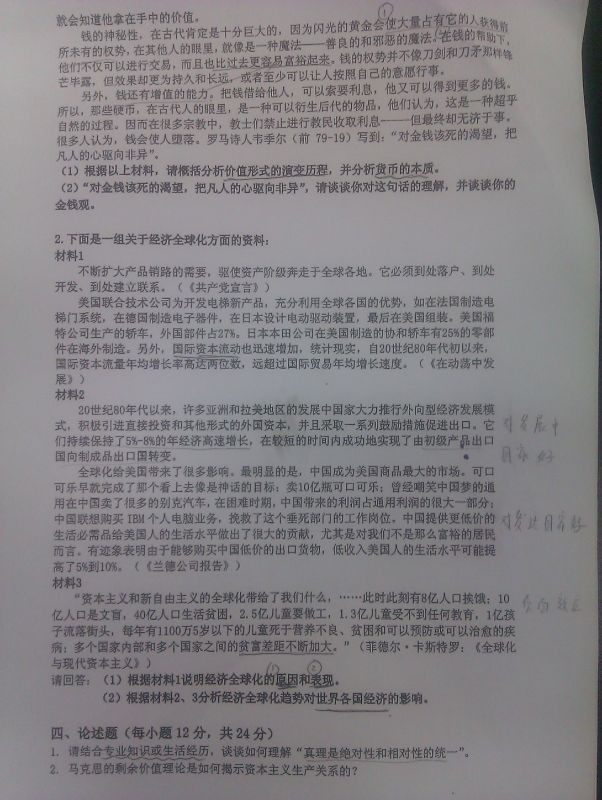 就会知道他拿在手中的价值。
钱的神秘性，在古代肯定是十分巨大的，因为闪光的黄金会使大量占有它的人获得前
所未有的权势，在其他人的眼里，就像是一种魔法——善良的和邪恶的魔法，在钱的帮助下，
他们不仅可以进行交易，而且也比过去更容易富裕起来。钱的权势并不像刀剑和刀矛那样锋
芒毕露，但效果却更为持久和长远，或者至少可以让人按照自己的意愿行事。
另外，钱还有增值的能力。把钱借给他人，可以索要利息，他又可以得到更多的钱。
所以，那些硬币，在古代人的眼里，是一种可以衍生后代的物品，他们认为，这是一种超乎
自然的过程。因而在很多宗教中，教士们禁止进行教民收取利息——但最终却无济于事。
很多人认为，钱会使人堕落。罗马诗人韦季尔（前 79-19）写到：“对金钱该死的渴望，把
凡人的心驱向非异”。
（1）根据以上材料，请概括分析价值形式的演变历程，并分析货币的本质。
（2）“对金钱该死的渴望，把凡人的心驱向非异”，请谈谈你对这句话的理解，并谈谈你的
金钱观。
2.下面是一组关于经济全球化方面的资料：
材料1
不断扩大产品销路的需要，驱使资产阶级奔走于全球各地。它必须到处落户、到处
开发、到处建立联系。（《共产党宣言》）
美国联合技术公司为开发电梯新产品，充分利用全球各国的优势，如在法国制造电
梯门系统，在德国制造电子器件，在日本设计电动驱动装置，最后在美国组装。美国福
特公司生产的轿车，外国部件占27%。日本本田公司在美国制造的协和轿车有25%的零部
件在海外制造。另外，国际资本流动也迅速增加，统计现实，自20世纪80年代初以来，
国际资本流量年均增长率高达两位数，远超过国际贸易年均增长速度。（《在动荡中发
展》）
材料2
20世纪80年代以来，许多亚洲和拉美地区的发展中国家大力推行外向型经济发展模
式，积极引进直接投资和其他形式的外国资本，并且采取一系列鼓励措施促进出口。它
们持续保持了5%-8%的年经济高速增长，在较短的时间内成功地实现了由初级产品出口
国向制成品出口国转变。
全球化给美国带来了很多影响。最明显的是，中国成为美国商品最大的市场。可口
可乐早就完成了那个看上去像是神话的目标：卖10亿瓶可口可乐；曾经嘲笑中国梦的通
用在中国卖了很多的别克汽车，在困难时期，中国带来的利润占通用利润的很大一部分；
中国联想购买 IBM 个人电脑业务，挽救了这个垂死部门的工作岗位。中国提供更低价的
生活必需品给美国人的生活水平做出了很大的贡献，尤其是对我们不是那么富裕的居民
而言。有迹象表明由于能够购买中国低价的出口货物，低收入美国人的生活水平可能提
高了5%到10%。（《兰德公司报告》）
材料3
“资本主义和新自由主义的全球化带给了我们什么，……此时此刻有8亿人口挨饿；10
亿人口是文盲，40亿人口生活贫困，2.5亿儿童要做工，1.3亿儿童受不到任何教育，1亿孩
子流落街头，每年有1100万5岁以下的儿童死于营养不良、贫困和可以预防或可以治愈的疾
病；多个国家内部和多个国家之间的贫富差距不断加大。”（菲德尔·卡斯特罗：《全球化
与现代资本主义》）
请回答：（1）根据材料1说明经济全球化的原因和表现。
（2）根据材料2、3分析经济全球化趋势对世界各国经济的影响。
四、论述题（每小题 12 分，共 24 分）
1. 请结合专业知识或生活经历，谈谈如何理解“真理是绝对性和相对性的统一”。
2. 马克思的剩余价值理论是如何揭示资本主义生产关系的？
① 
①
②
对发展中
国家好
对发达国家好